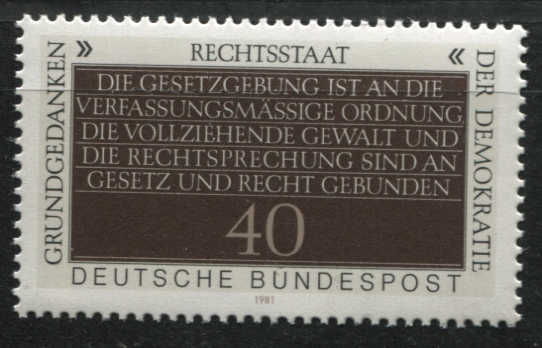 GRUNDGEDANKEN
» RECHTSSTAAT «
DER DEMOKRATIE
DIE GESETZGEBUNG IST AN DIE
VERFASSUNGSMÄSSIGE ORDNUNG,
DIE VOLLZIEHENDE GEWALT UND
DIE RECHTSPRECHUNG SIND AN
GESETZ UND RECHT GEBUNDEN
40
DEUTSCHE BUNDESPOST
1981